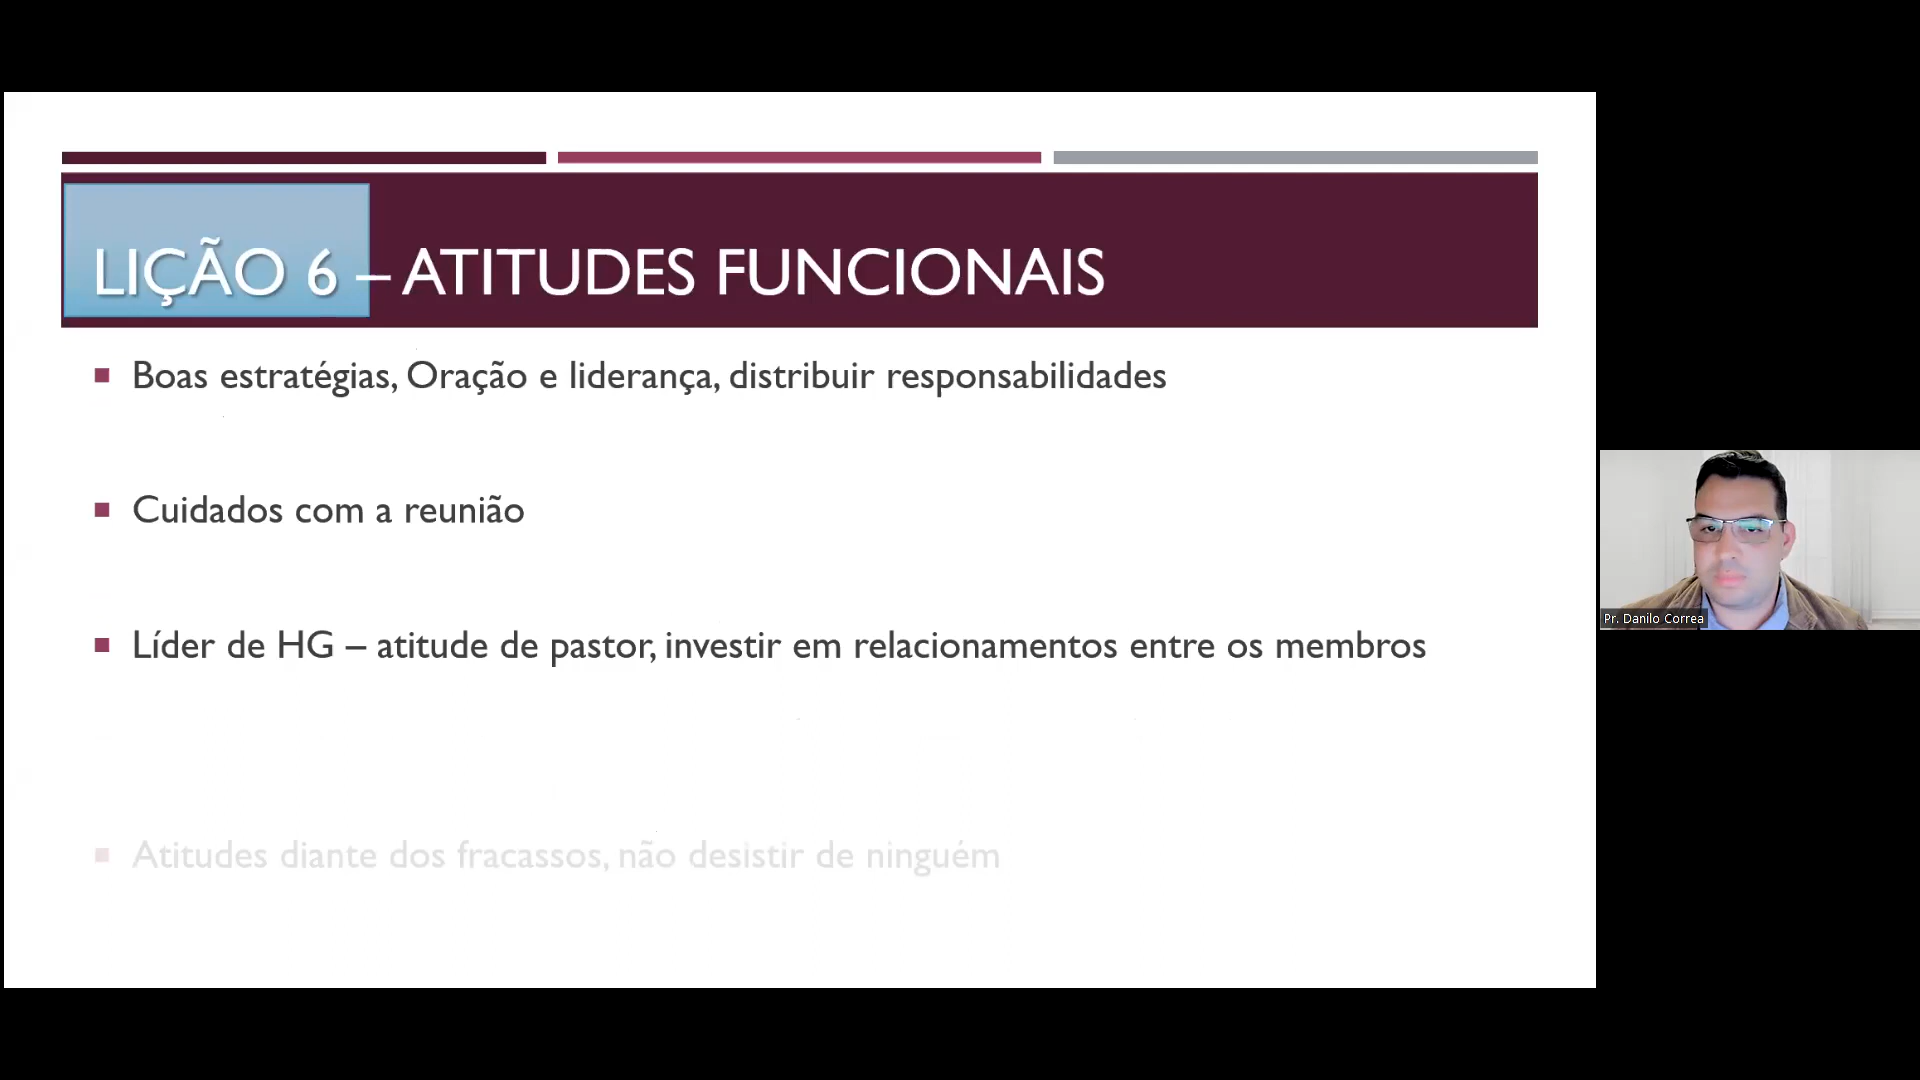 LIÇÃO 6 – ATITUDES FUNCIONAIS
Boas estratégias, Oração e liderança, distribuir responsabilidades
Cuidados com a reunião
Líder de HG – atitude de pastor, investir em relacionamentos entre os membros
Atitudes diante dos fracassos, não desistir de ninguém
Pr. Danilo Correa